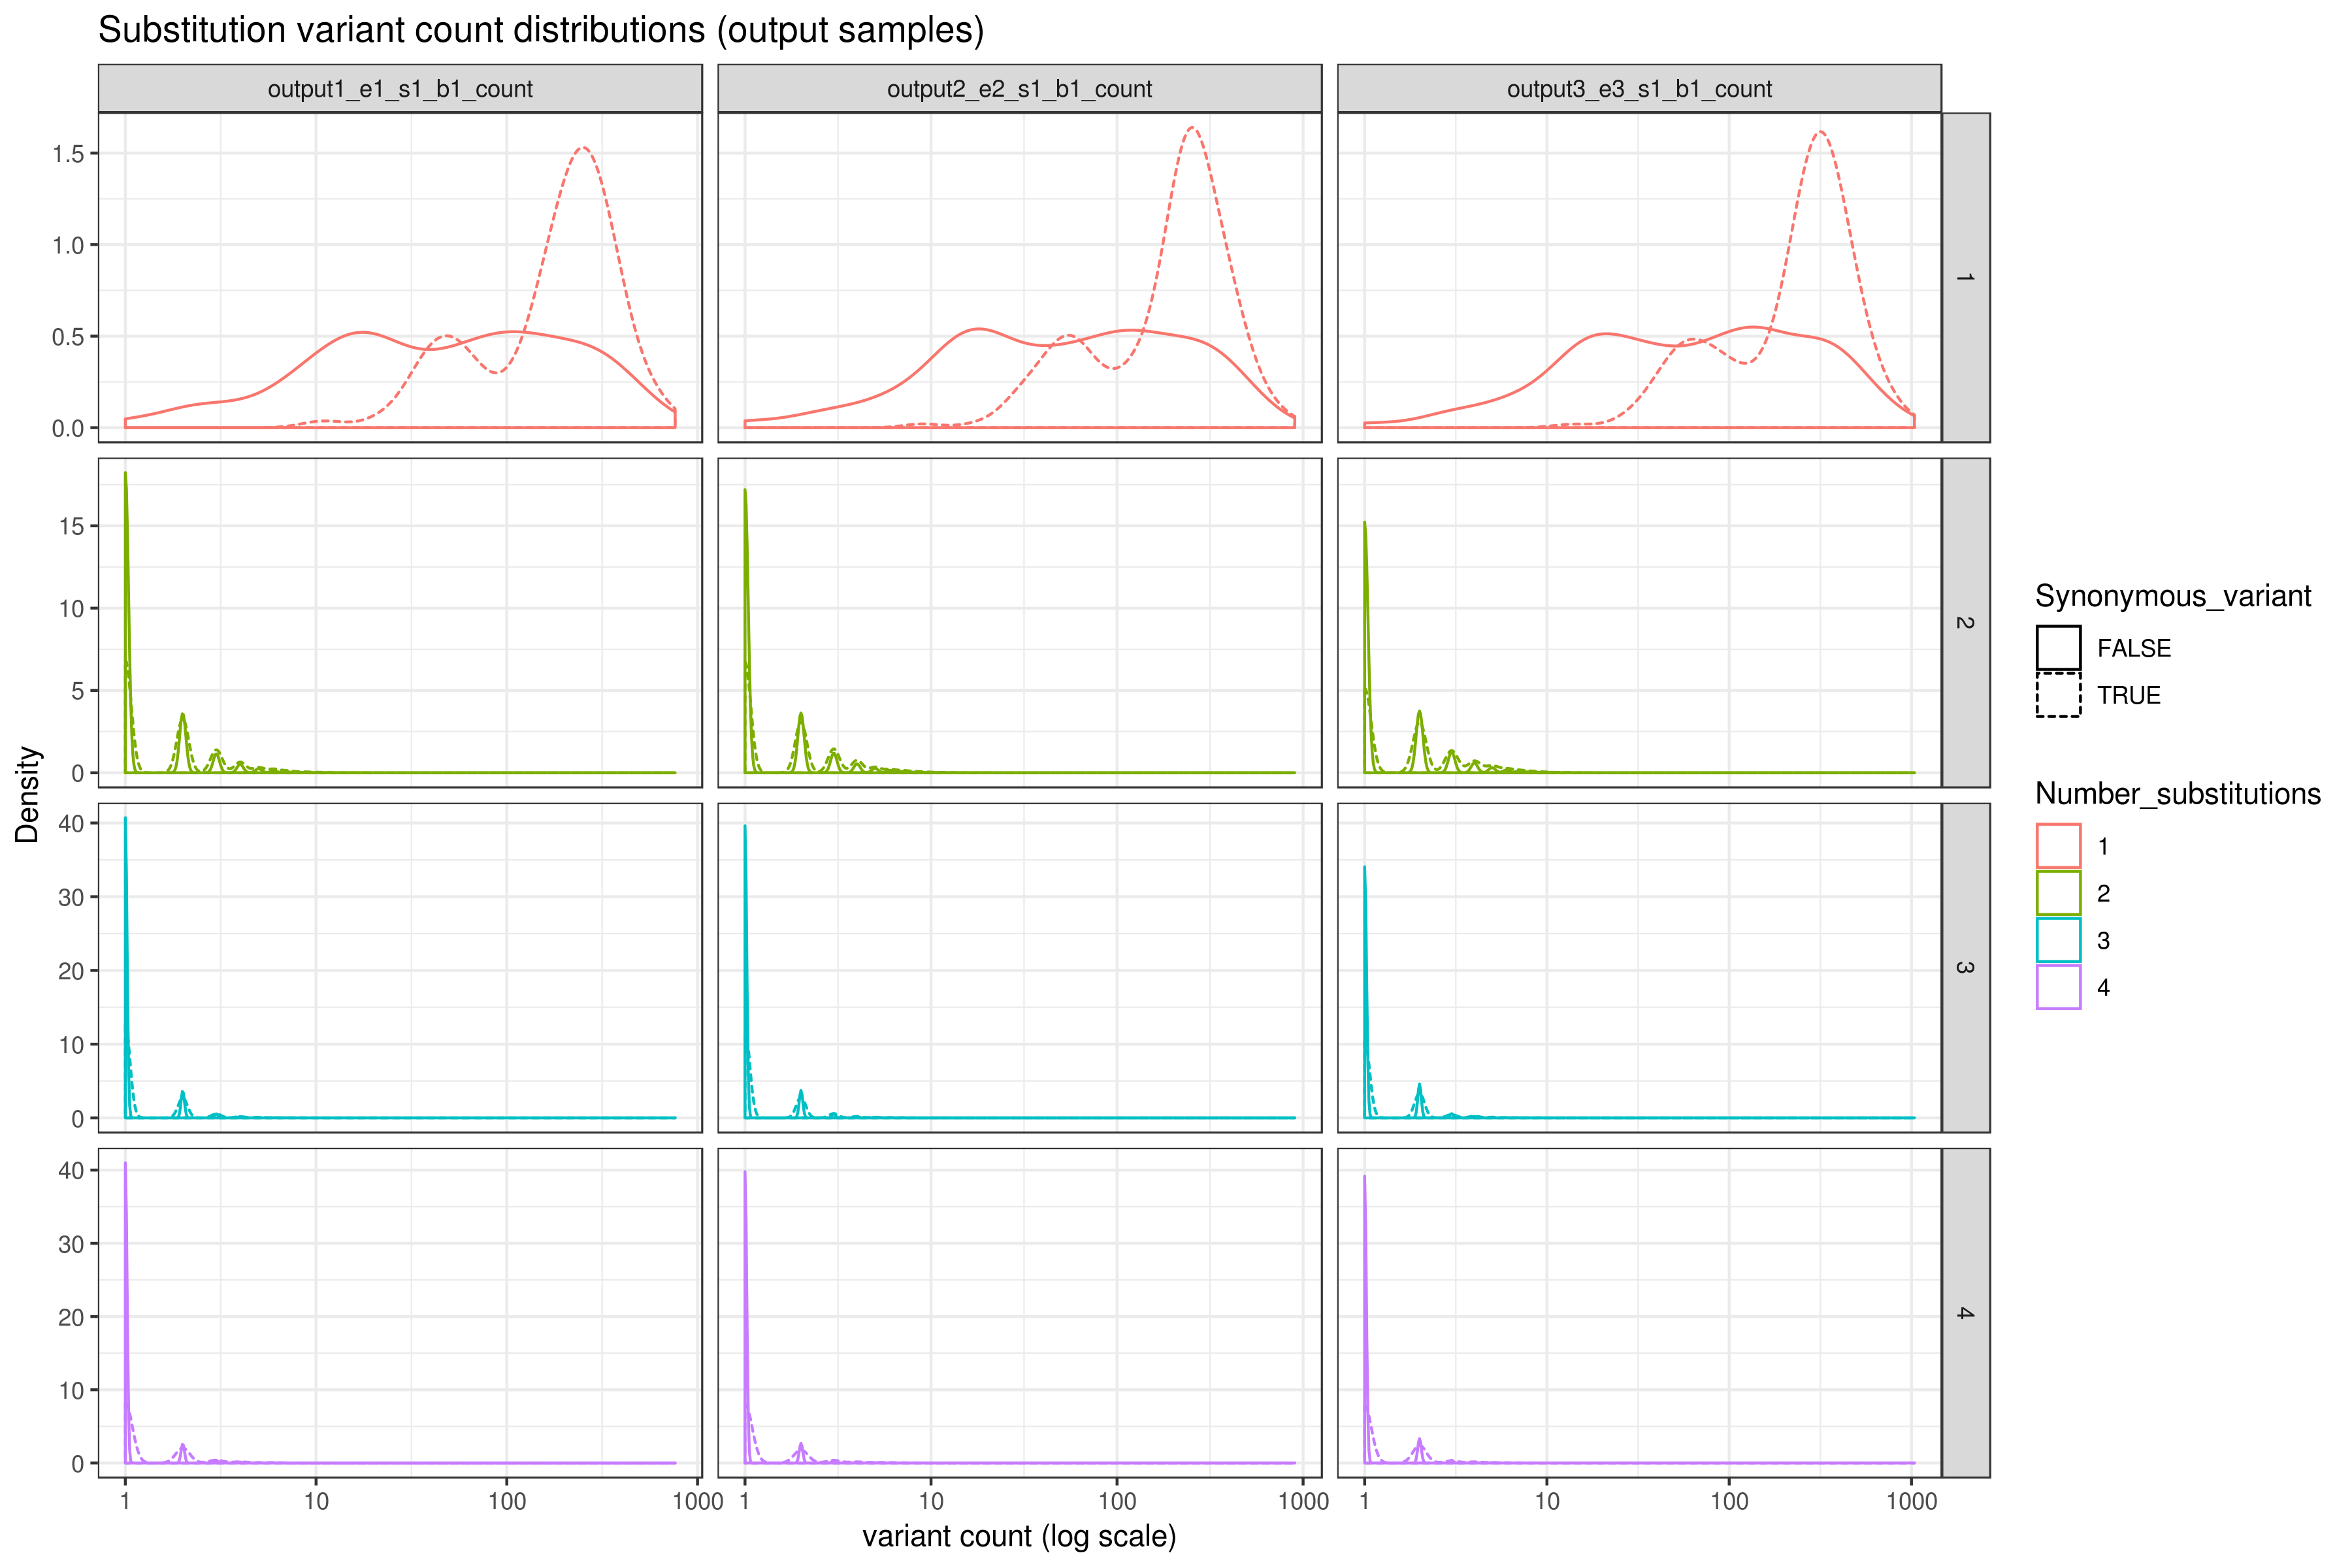 Substitution variant count distributions (output samples)
output1_e1_s1_b1_count
output2_e2_s1_b1_count
output3_e3_s1_b1_count
1.5
1.0
0.5
0.0
1
15
10
5
0
2
40
30
20
10
0
3
40
30
20
10
0
4
1 10 100 1000
1 10 100 1000
1 10 100 1000
variant count (log scale)
Density
Synonymous_variant
FALSE
TRUE
Number_substitutions
1
2
3
4